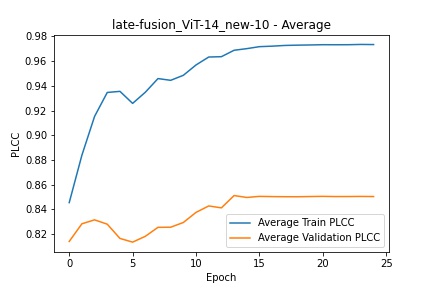 late-fusion_ViT-14_new-10 - Average
0.98
0.96
0.94
0.92
0.90
0.88
0.86
0.84
0.82
PLCC
Average Train PLCC
Average Validation PLCC
0 5 10 15 20 25
Epoch